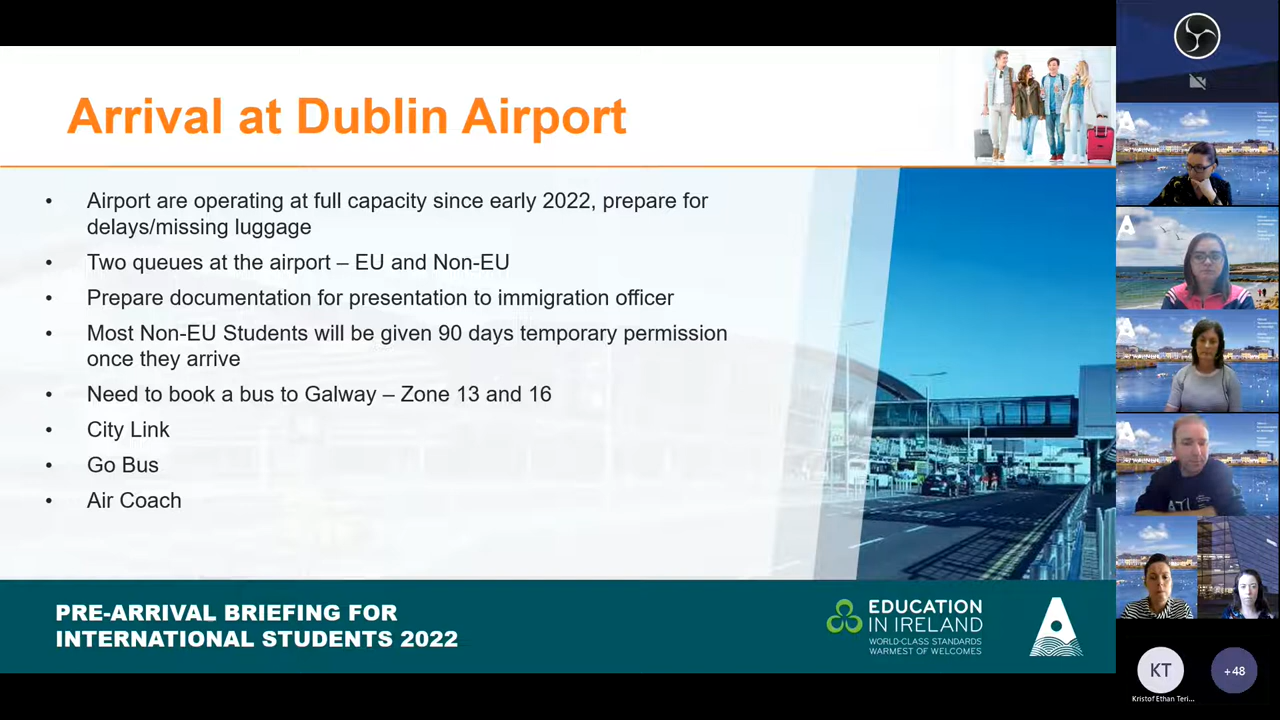 Arrival at Dublin Airport
• Airport are operating at full capacity since early 2022, prepare for
delays/missing luggage
• Two queues at the airport – EU and Non-EU
• Prepare documentation for presentation to immigration officer
• Most Non-EU Students will be given 90 days temporary permission
once they arrive
• Need to book a bus to Galway – Zone 13 and 16
• City Link
• Go Bus
• Air Coach
PRE-ARRIVAL BRIEFING FOR
INTERNATIONAL STUDENTS 2022
EDUCATION
IN IRELAND
WORLD-CLASS STANDARDS
WARMEST OF WELCOMES
KT
Kristof Ethan Teri...
+48